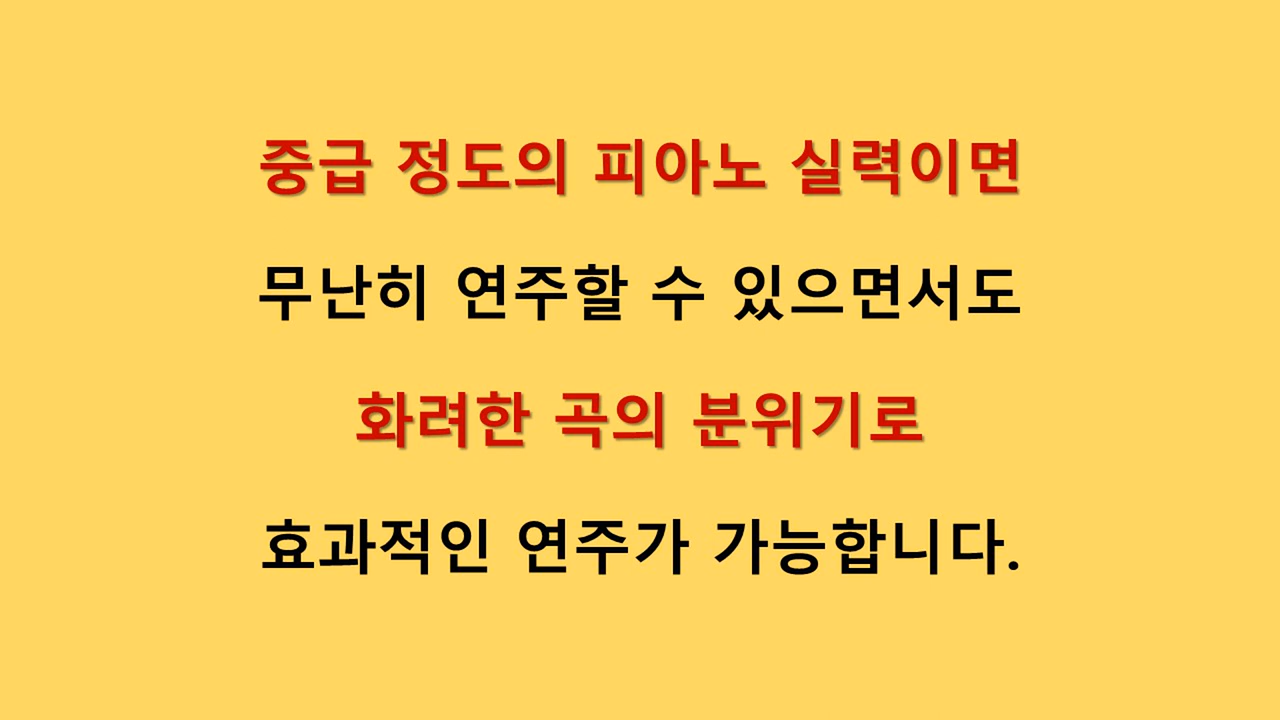 중급 정도의 피아노 실력이면
무난히 연주할 수 있으면서도
화려한 곡의 분위기로
효과적인 연주가 가능합니다.